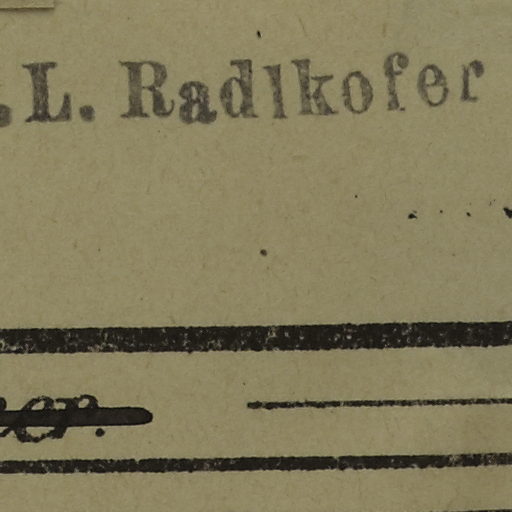 . L. Radlkofer